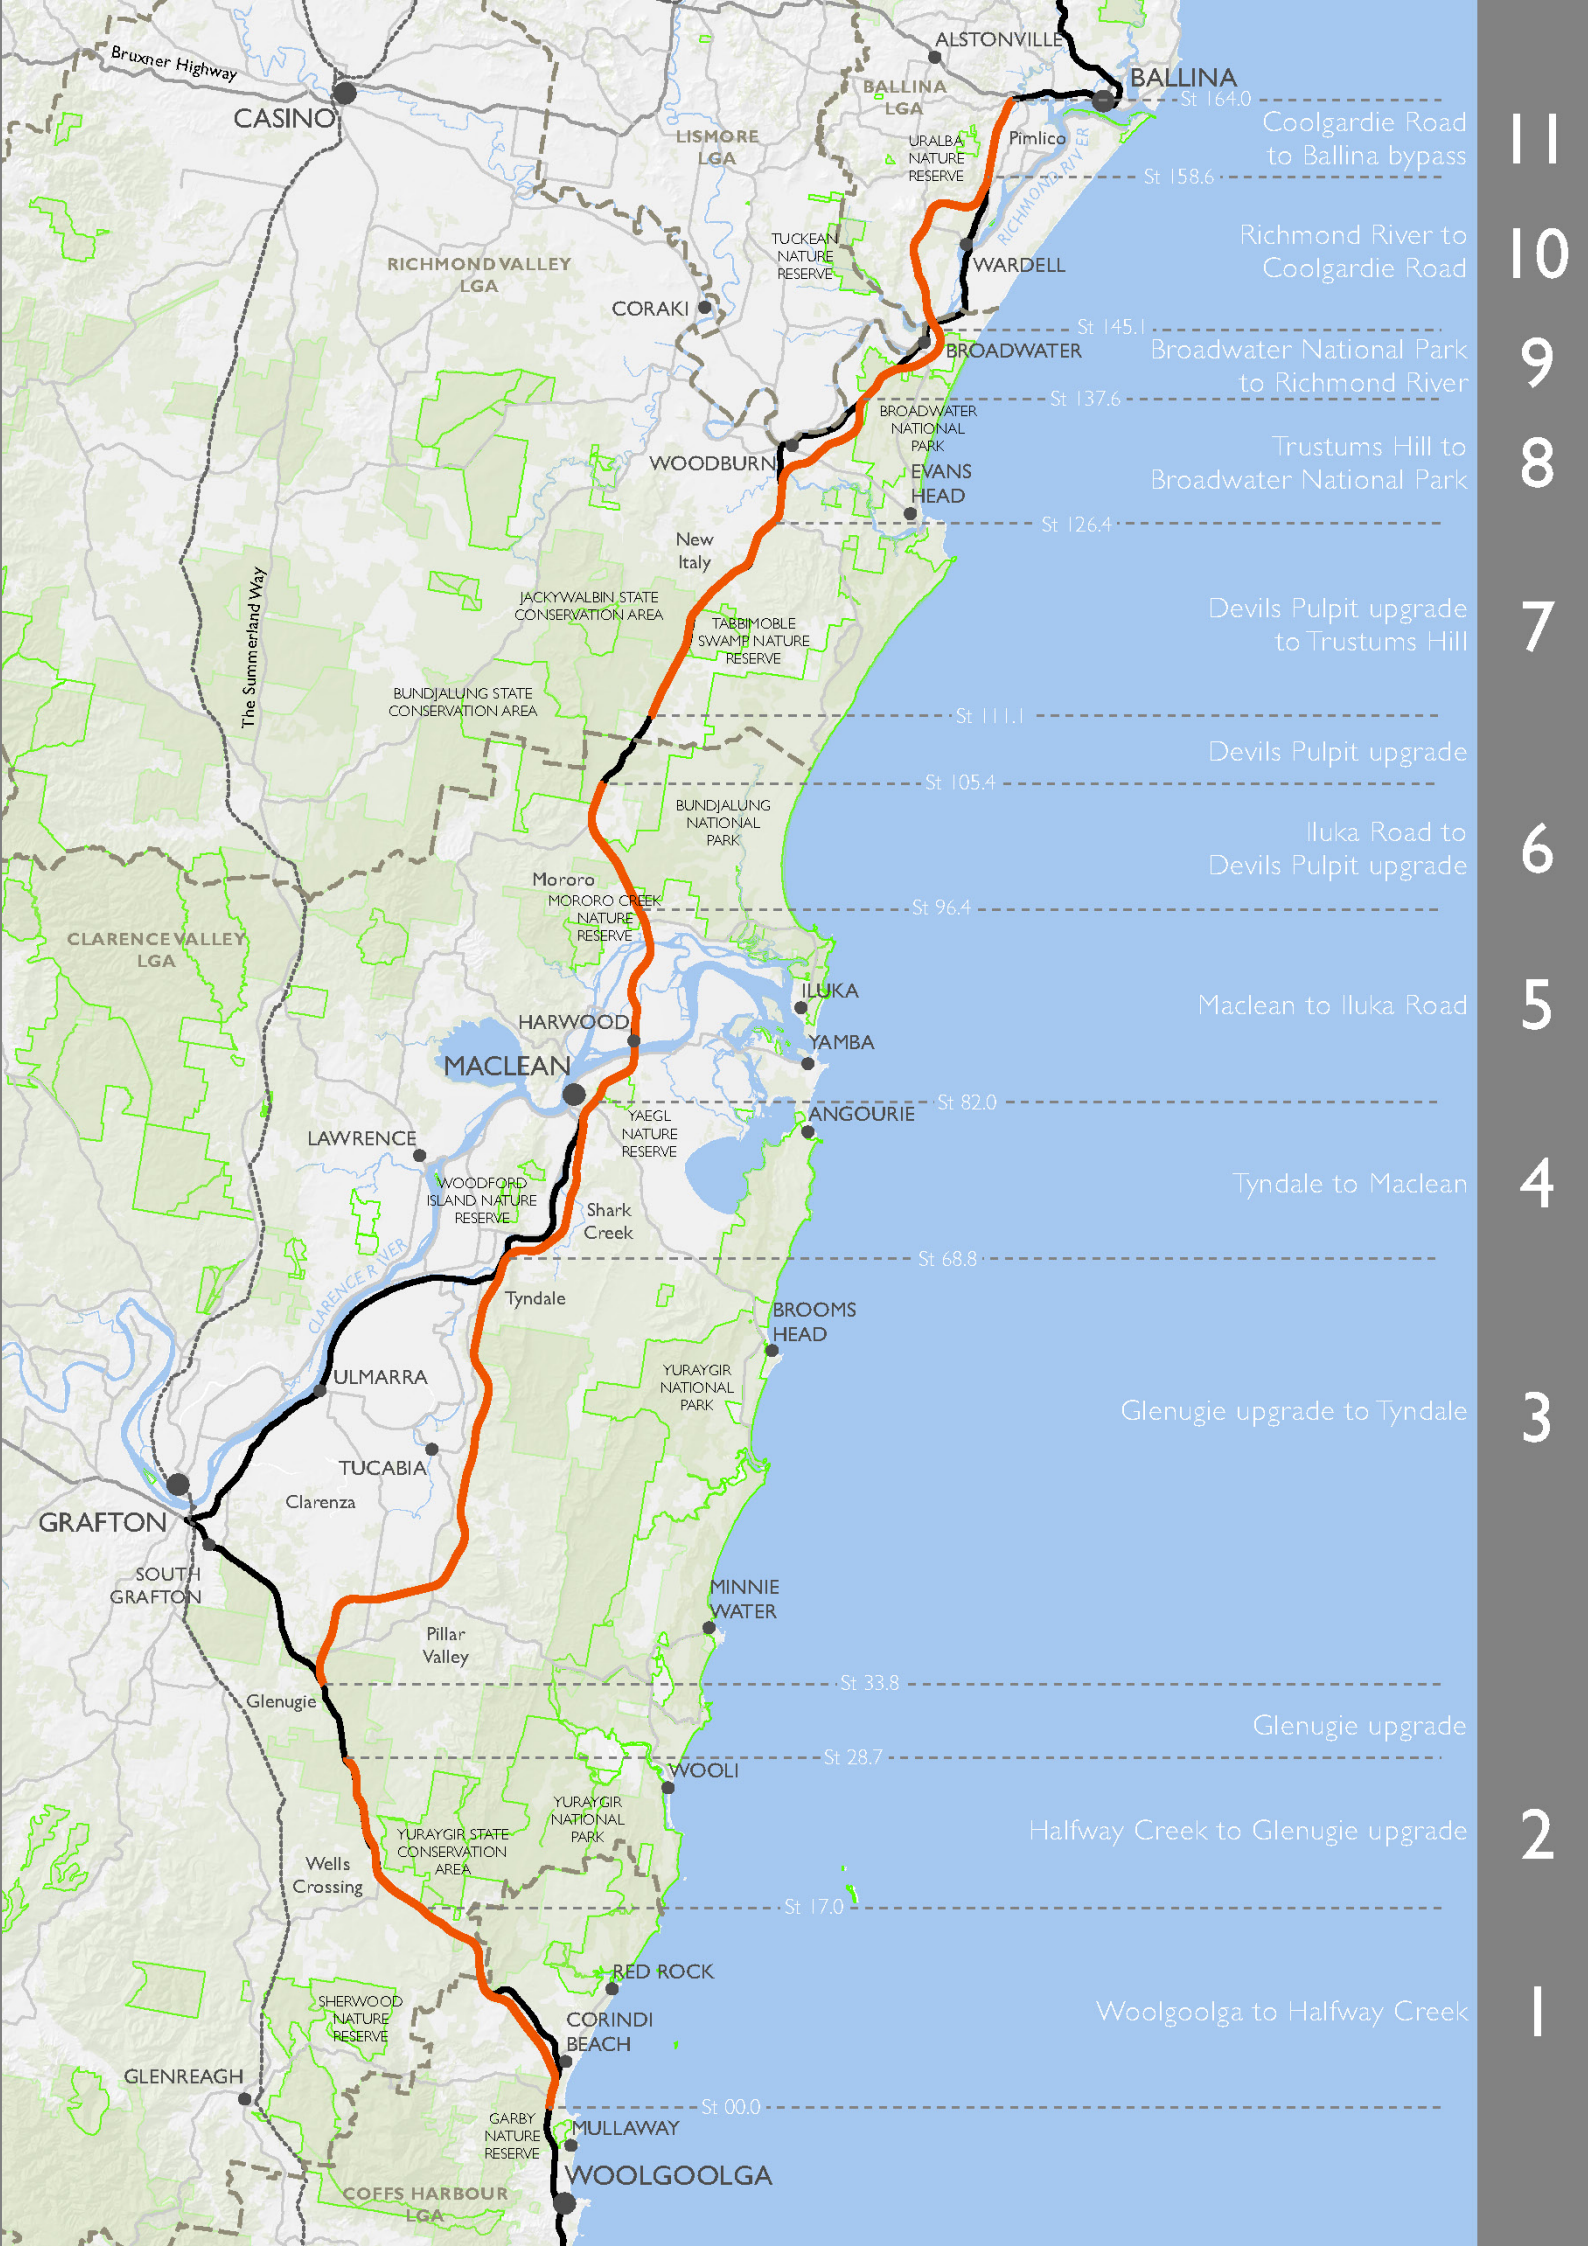 ALSTONVILLE
Bruxner Highway
BALLINA
BALLINA
LGA
St 164.0
CASINO
Coolgardie Road
to Ballina bypass
11
LISMORE
LGA
URALBA
NATURE
RESERVE
Pimlico
RICHMOND RIVER
St 158.6
TUCKEAN
NATURE
RESERVE
Richmond River to
Coolgardie Road
10
RICHMOND VALLEY
LGA
WARDELL
CORAKI
St 145.1
BROADWATER
Broadwater National Park
to Richmond River
9
St 137.6
BROADWATER
NATIONAL
PARK
WOODBURN
Trustums Hill to
Broadwater National Park
8
EVANS
HEAD
St 126.4
New
Italy
The Summerland Way
JACKYWALBIN STATE
CONSERVATION AREA
TABBIMOBLE
SWAMP NATURE
RESERVE
Devils Pulpit upgrade
to Trustums Hill
7
BUNDJALUNG STATE
CONSERVATION AREA
St 111.1
Devils Pulpit upgrade
St 105.4
BUNDJALUNG
NATIONAL
PARK
Iluka Road to
Devils Pulpit upgrade
6
Mororo
MORORO CREEK
NATURE
RESERVE
St 96.4
CLARENCE VALLEY
LGA
ILUKA
Maclean to Iluka Road
5
HARWOOD
YAMBA
MACLEAN
St 82.0
YAEGL
NATURE
RESERVE
ANGOURIE
LAWRENCE
WOODFORD
ISLAND NATURE
RESERVE
Tyndale to Maclean
4
Shark
Creek
CLARENCE RIVER
St 68.8
Tyndale
BROOMS
HEAD
ULMARRA
YURAYGIR
NATIONAL
PARK
Glenugie upgrade to Tyndale
3
TUCABIA
Clarenza
GRAFTON
SOUTH
GRAFTON
MINNIE
WATER
Pillar
Valley
St 33.8
Glenugie
Glenugie upgrade
St 28.7
WOOLI
YURAYGIR
NATIONAL
PARK
YURAYGIR STATE
CONSERVATION
AREA
Halfway Creek to Glenugie upgrade
2
Wells
Crossing
St 17.0
RED ROCK
SHERWOOD
NATURE
RESERVE
CORINDI
BEACH
Woolgoolga to Halfway Creek
1
GLENREAGH
St 00.0
GARBY
NATURE
RESERVE
MULLAWAY
WOOLGOOLGA
COFFS HARBOUR
LGA